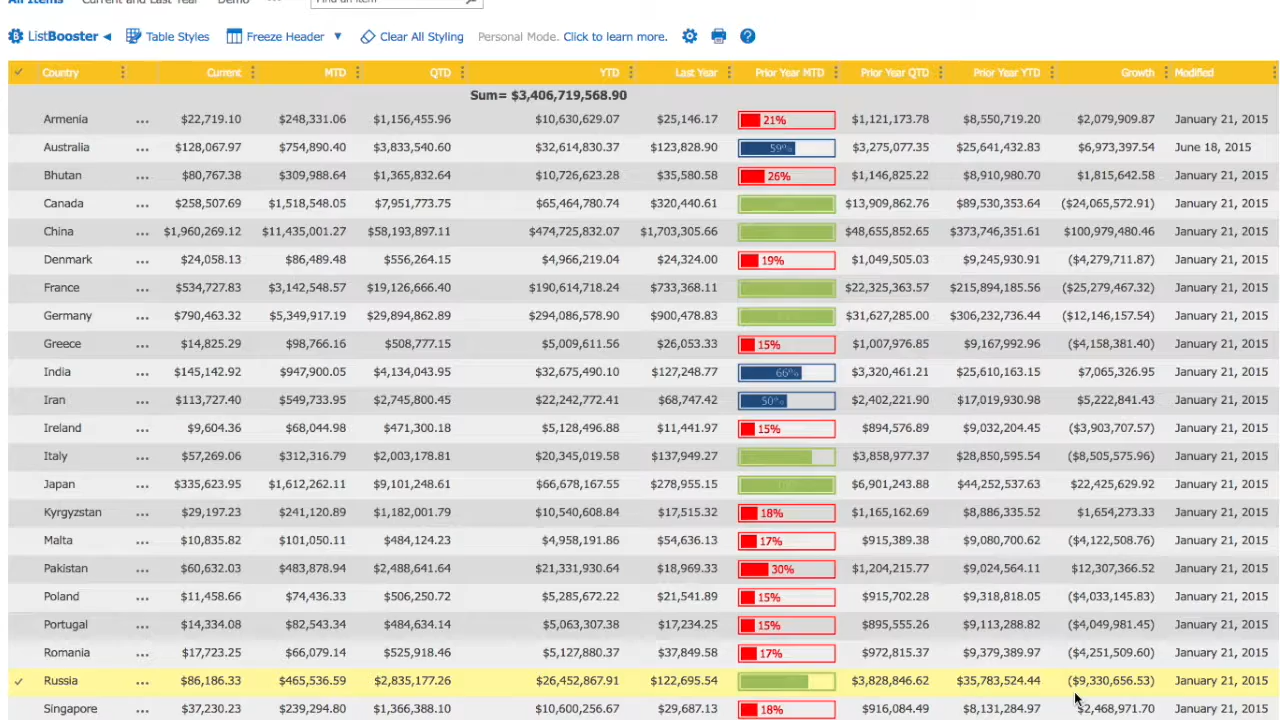 All Items Current and Last Year Demo ... Find an item
ListBooster Table Styles Freeze Header Clear All Styling Personal Mode. Click to learn more.
Country Current MTD QTD YTD Last Year Prior Year MTD Prior Year QTD Prior Year YTD Growth Modified
Sum= $3,406,719,568.90
Armenia ... $22,719.10 $248,331.06 $1,156,455.96 $10,630,629.07 $25,146.17 21% $1,121,173.78 $8,550,719.20 $2,079,909.87 January 21, 2015
Australia ... $128,067.97 $754,890.40 $3,833,540.60 $32,614,830.37 $123,828.90 59% $3,275,077.35 $25,641,432.83 $6,973,397.54 June 18, 2015
Bhutan ... $80,767.38 $309,988.64 $1,365,832.64 $10,726,623.28 $35,580.58 26% $1,146,825.22 $8,910,980.70 $1,815,642.58 January 21, 2015
Canada ... $258,507.69 $1,518,548.05 $7,951,773.75 $65,464,780.74 $320,440.61 $13,909,862.76 $89,530,353.64 ($24,065,572.91) January 21, 2015
China ... $1,960,269.12 $11,435,001.27 $58,193,897.11 $474,725,832.07 $1,703,305.66 $48,655,852.65 $373,746,351.61 $100,979,480.46 January 21, 2015
Denmark ... $24,058.13 $86,489.48 $556,264.15 $4,966,219.04 $24,324.00 19% $1,049,505.03 $9,245,930.91 ($4,279,711.87) January 21, 2015
France ... $534,727.83 $3,142,548.57 $19,126,666.40 $190,614,718.24 $733,368.11 $22,325,363.57 $215,894,185.56 ($25,279,467.32) January 21, 2015
Germany ... $790,463.32 $5,349,917.19 $29,894,862.89 $294,086,578.90 $900,478.83 $31,627,285.00 $306,232,736.44 ($12,146,157.54) January 21, 2015
Greece ... $14,825.29 $98,766.16 $508,777.15 $5,009,611.56 $26,053.33 15% $1,007,976.85 $9,167,992.96 ($4,158,381.40) January 21, 2015
India ... $145,142.92 $947,900.05 $4,134,043.95 $32,675,490.10 $127,248.77 66% $3,320,461.21 $25,610,163.15 $7,065,326.95 January 21, 2015
Iran ... $113,727.40 $549,733.95 $2,745,800.45 $22,242,772.41 $68,747.42 50% $2,402,221.90 $17,019,930.98 $5,222,841.43 January 21, 2015
Ireland ... $9,604.36 $68,044.98 $471,300.18 $5,128,496.88 $11,441.97 15% $894,576.89 $9,032,204.45 ($3,903,707.57) January 21, 2015
Italy ... $57,269.06 $312,316.79 $2,003,178.81 $20,345,019.58 $137,949.27 $3,858,977.37 $28,850,595.54 ($8,505,575.96) January 21, 2015
Japan ... $335,623.95 $1,612,262.11 $9,101,248.61 $66,678,167.55 $278,955.15 $6,901,243.88 $44,252,537.63 $22,425,629.92 January 21, 2015
Kyrgyzstan ... $29,197.23 $241,120.89 $1,182,001.79 $10,540,608.84 $17,515.32 18% $1,165,162.69 $8,886,335.52 $1,654,273.33 January 21, 2015
Malta ... $10,835.82 $101,050.11 $484,124.23 $4,958,191.86 $54,636.13 17% $915,389.38 $9,080,700.62 ($4,122,508.76) January 21, 2015
Pakistan ... $60,632.03 $483,878.94 $2,488,641.64 $21,331,930.64 $18,969.33 30% $1,204,215.77 $9,024,564.11 $12,307,366.52 January 21, 2015
Poland ... $11,458.66 $74,436.33 $506,250.72 $5,285,672.22 $21,541.89 15% $915,702.28 $9,318,818.05 ($4,033,145.83) January 21, 2015
Portugal ... $14,334.08 $82,543.34 $484,634.14 $5,063,307.38 $17,234.25 15% $895,555.26 $9,113,288.82 ($4,049,981.45) January 21, 2015
Romania ... $17,723.25 $66,079.14 $525,918.46 $5,127,880.37 $37,849.58 17% $972,815.37 $9,379,389.97 ($4,251,509.60) January 21, 2015
Russia ... $86,186.33 $465,536.59 $2,835,177.26 $26,452,867.91 $122,695.54 $3,828,846.62 $35,783,524.44 ($9,330,656.53) January 21, 2015
Singapore ... $37,230.23 $239,294.80 $1,366,388.10 $10,600,256.67 $29,687.13 18% $916,084.49 $8,131,284.97 $2,468,971.70 January 21, 2015